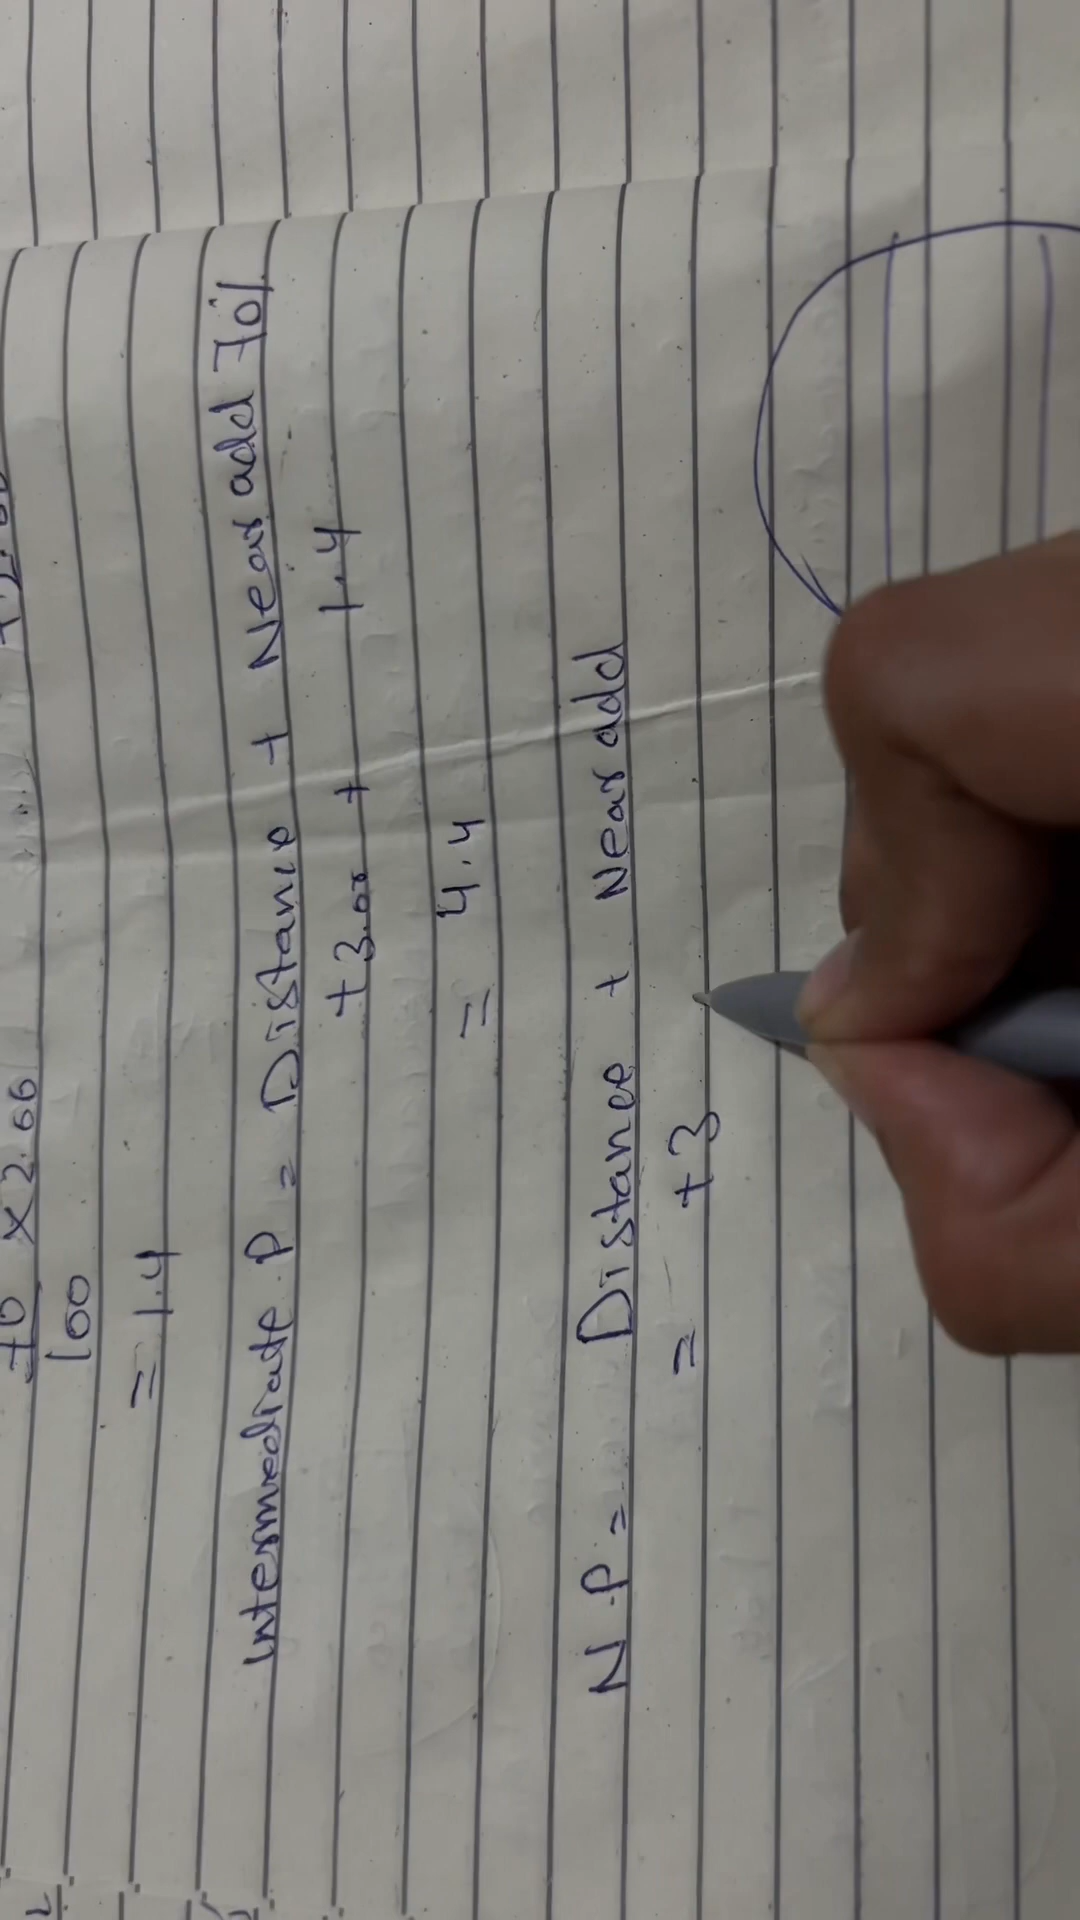 70 × 2.00
100
= 1.4
Intermediate P = Distance + Near add 70%
+3.00 + 1.4
= 4.4
N.P = Distance + Near add
= +3